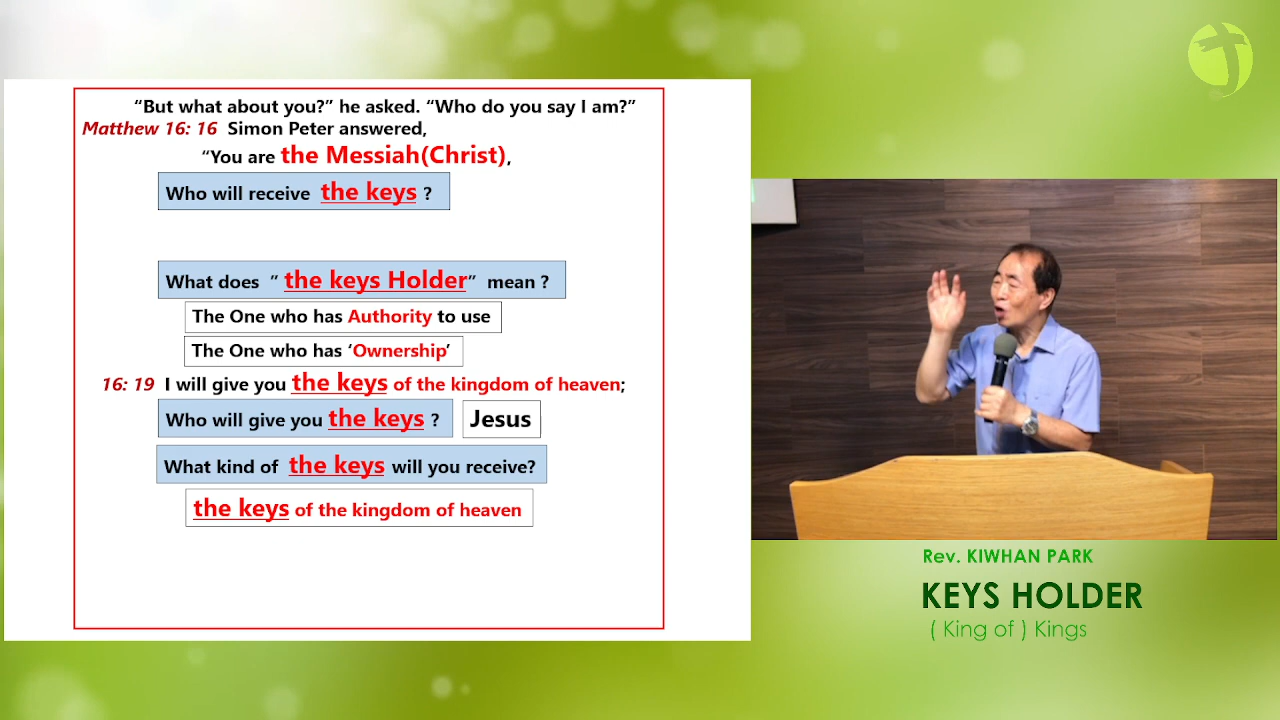 “But what about you?” he asked. “Who do you say I am?”
Matthew 16: 16 Simon Peter answered,
“You are the Messiah(Christ),
Who will receive the keys ?
What does “ the keys Holder” mean ?
The One who has Authority to use
The One who has ‘Ownership’
16: 19 I will give you the keys of the kingdom of heaven;
Who will give you the keys ? Jesus
What kind of the keys will you receive?
the keys of the kingdom of heaven
Rev. KIWHAN PARK
KEYS HOLDER
( King of ) Kings